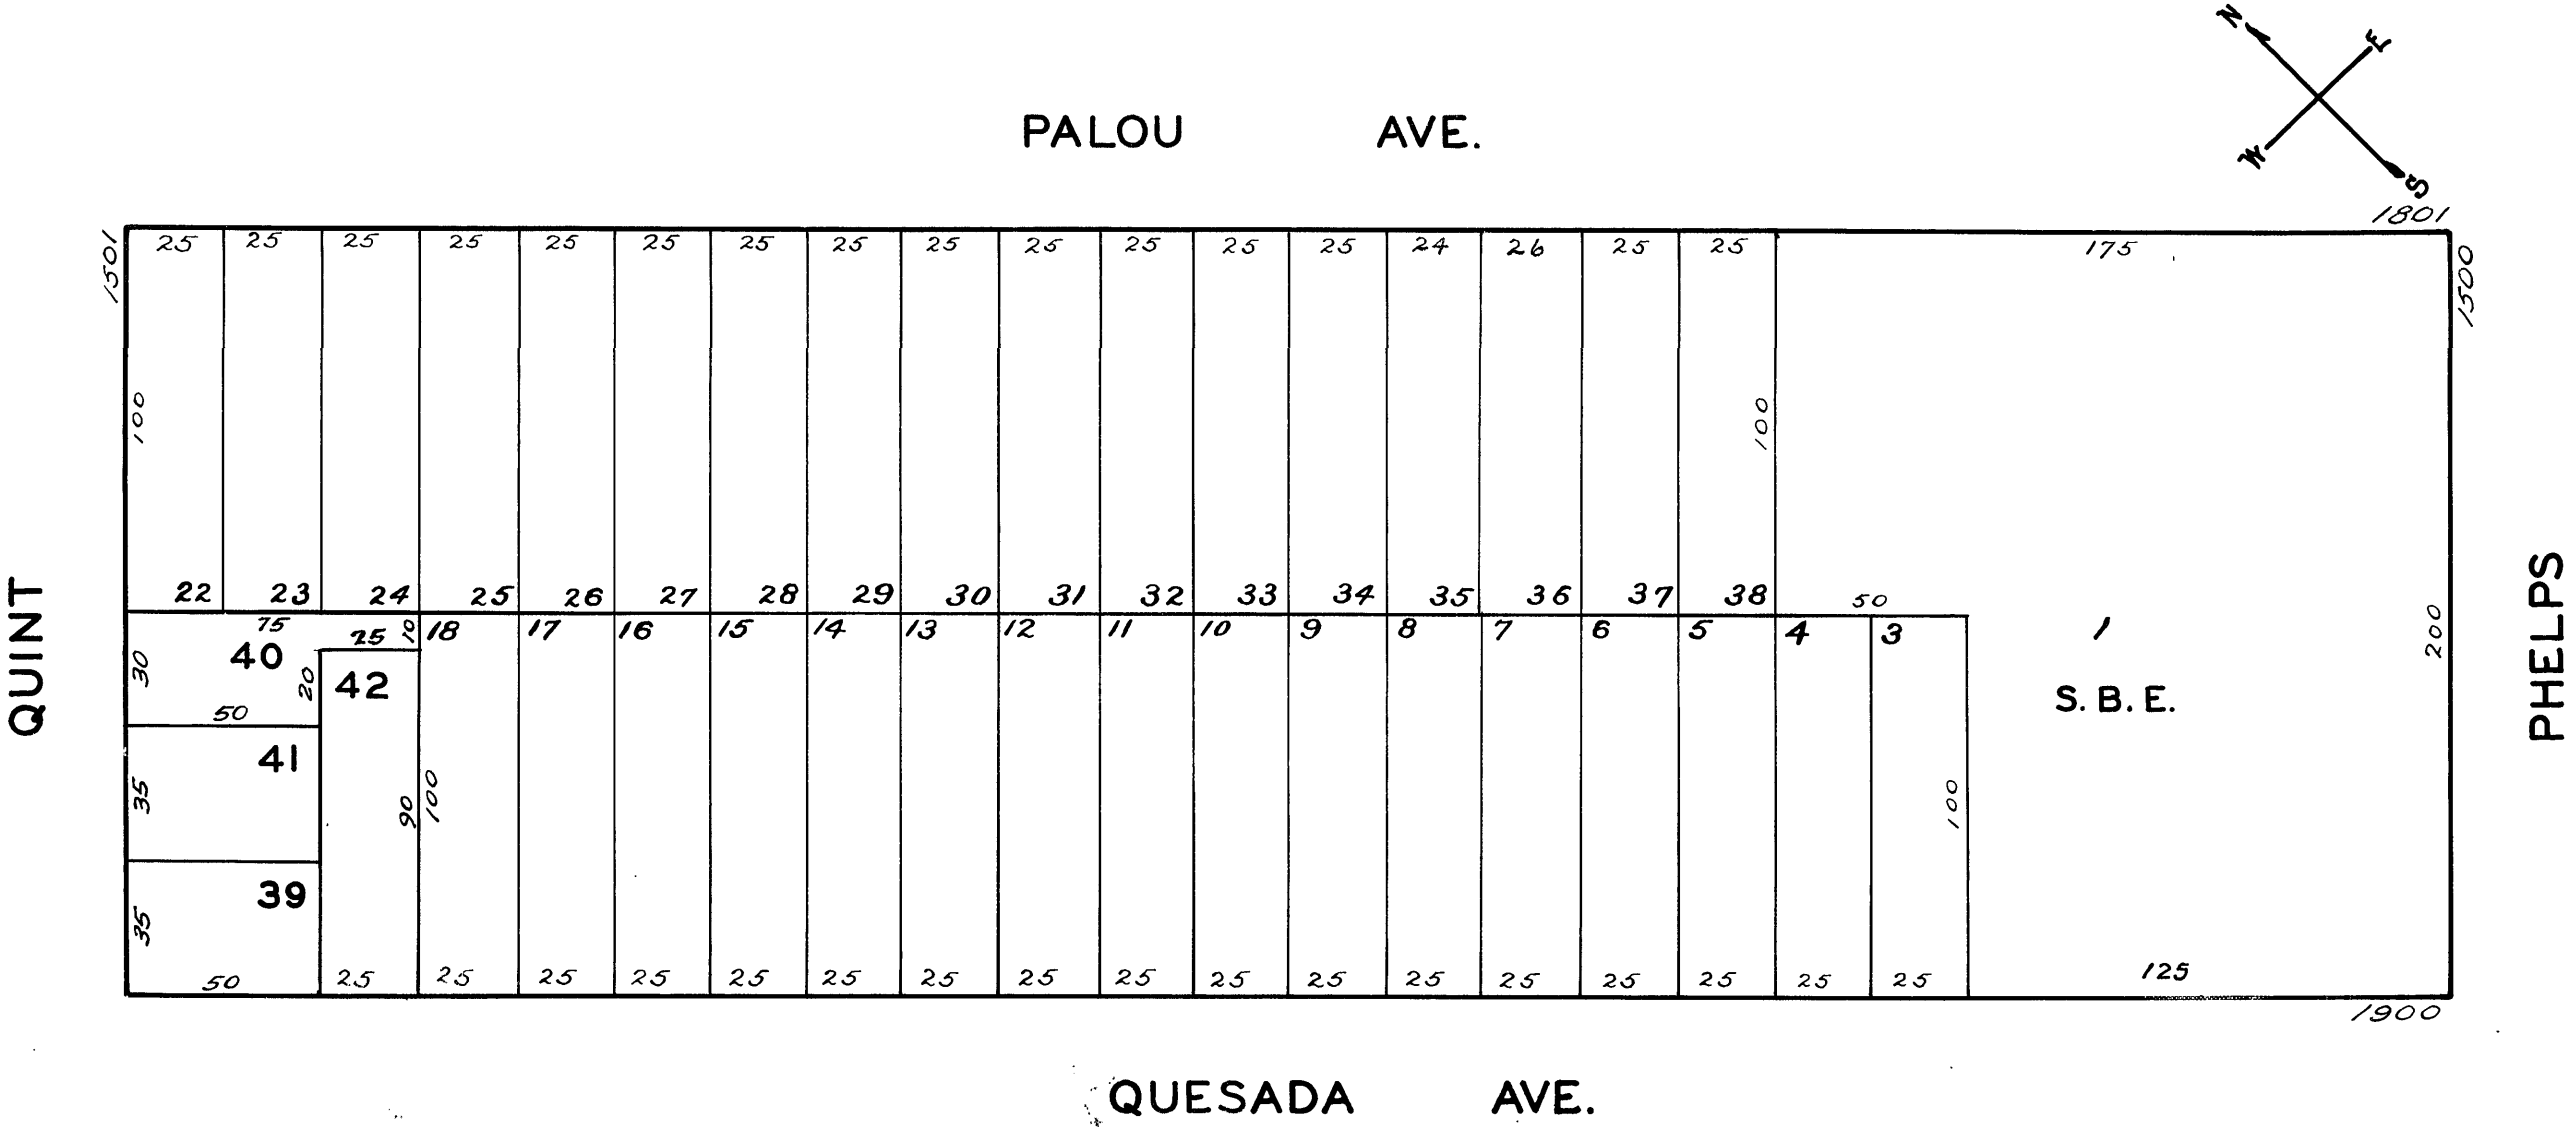 N
E
W
S
PALOU AVE.
1801
1501
25 25 25 25 25 25 25 25 25 25 25 25 25 24 26 25 25 175
1500
100
100
22 23 24 25 26 27 28 29 30 31 32 33 34 35 36 37 38 50
75 25 10 18 17 16 15 14 13 12 11 10 9 8 7 6 5 4 3 1
200
QUINT
PHELPS
30
40
20
42
S. B. E.
50
41
35
90
100
100
39
35
50 25 25 25 25 25 25 25 25 25 25 25 25 25 25 25 25 25 125
1900
QUESADA AVE.